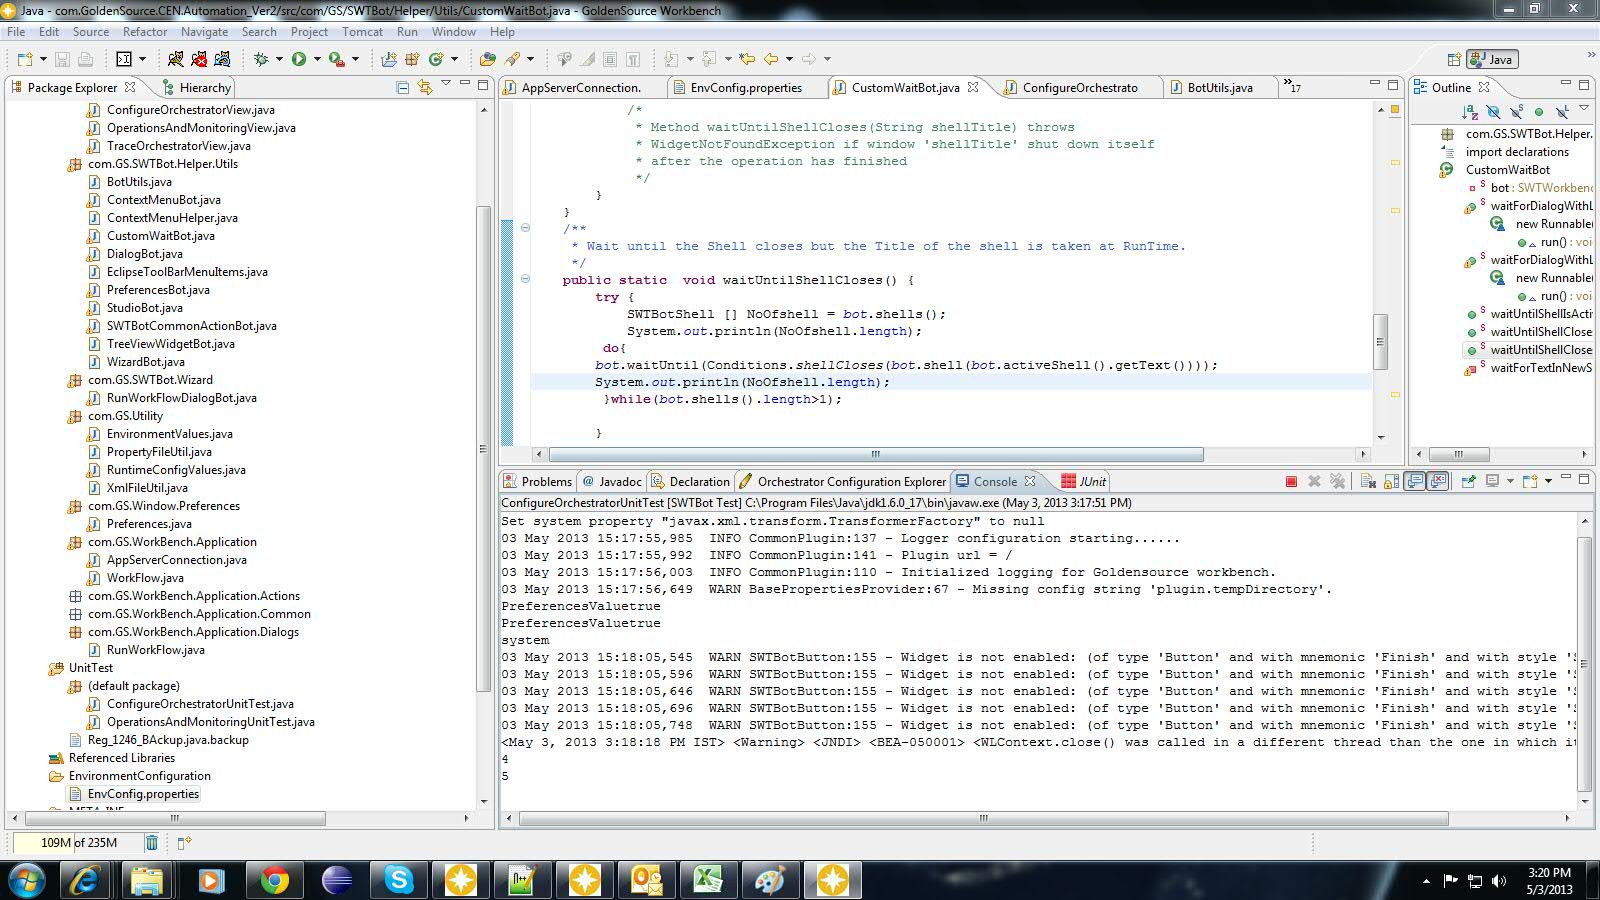 Java - com.GoldenSource.CEN.Automation_Ver2/src/com/GS/SWTBot/Helper/Utils/CustomWaitBot.java - GoldenSource Workbench
File Edit Source Refactor Navigate Search Project Tomcat Run Window Help
Java
Package Explorer
Hierarchy
ConfigureOrchestratorView.java
OperationsAndMonitoringView.java
TraceOrchestratorView.java
com.GS.SWTBot.Helper.Utils
BotUtils.java
ContextMenuBot.java
ContextMenuHelper.java
CustomWaitBot.java
DialogBot.java
EclipseToolBarMenuItems.java
PreferencesBot.java
StudioBot.java
SWTBotCommonActionBot.java
TreeViewWidgetBot.java
WizardBot.java
com.GS.SWTBot.Wizard
RunWorkFlowDialogBot.java
com.GS.Utility
EnvironmentValues.java
PropertyFileUtil.java
RuntimeConfigValues.java
XmlFileUtil.java
com.GS.Window.Preferences
Preferences.java
com.GS.WorkBench.Application
AppServerConnection.java
WorkFlow.java
com.GS.WorkBench.Application.Actions
com.GS.WorkBench.Application.Common
com.GS.WorkBench.Application.Dialogs
RunWorkFlow.java
UnitTest
(default package)
ConfigureOrchestratorUnitTest.java
OperationsAndMonitoringUnitTest.java
Reg_1246_BAckup.java.backup
Referenced Libraries
EnvironmentConfiguration
EnvConfig.properties
META-INF
AppServerConnection. EnvConfig.properties CustomWaitBot.java ConfigureOrchestrato BotUtils.java »17
/*
* Method waitUntilShellCloses(String shellTitle) throws
* WidgetNotFoundException if window 'shellTitle' shut down itself
* after the operation has finished
*/
}
}
/**
* Wait until the Shell closes but the Title of the shell is taken at RunTime.
*/
public static  void waitUntilShellCloses() {
try {
SWTBotShell [] NoOfshell = bot.shells();
System.out.println(NoOfshell.length);
do{
bot.waitUntil(Conditions.shellCloses(bot.shell(bot.activeShell().getText())));
System.out.println(NoOfshell.length);
}while(bot.shells().length>1);
}
Outline
com.GS.SWTBot.Helper.
import declarations
CustomWaitBot
bot : SWTWorkben
waitForDialogWithL
new Runnable(
run() : voi
waitForDialogWithL
new Runnable(
run() : voi
waitUntilShellIsActi
waitUntilShellClose
waitUntilShellClose
waitForTextInNewS
Problems @ Javadoc Declaration Orchestrator Configuration Explorer Console JUnit
ConfigureOrchestratorUnitTest [SWTBot Test] C:\Program Files\Java\jdk1.6.0_17\bin\javaw.exe (May 3, 2013 3:17:51 PM)
Set system property "javax.xml.transform.TransformerFactory" to null
03 May 2013 15:17:55,985  INFO CommonPlugin:137 - Logger configuration starting......
03 May 2013 15:17:55,992  INFO CommonPlugin:141 - Plugin url = /
03 May 2013 15:17:56,003  INFO CommonPlugin:110 - Initialized logging for Goldensource workbench.
03 May 2013 15:17:56,649  WARN BasePropertiesProvider:67 - Missing config string 'plugin.tempDirectory'.
PreferencesValuetrue
PreferencesValuetrue
system
03 May 2013 15:18:05,545  WARN SWTBotButton:155 - Widget is not enabled: (of type 'Button' and with mnemonic 'Finish' and with style 'S
03 May 2013 15:18:05,596  WARN SWTBotButton:155 - Widget is not enabled: (of type 'Button' and with mnemonic 'Finish' and with style 'S
03 May 2013 15:18:05,646  WARN SWTBotButton:155 - Widget is not enabled: (of type 'Button' and with mnemonic 'Finish' and with style 'S
03 May 2013 15:18:05,696  WARN SWTBotButton:155 - Widget is not enabled: (of type 'Button' and with mnemonic 'Finish' and with style 'S
03 May 2013 15:18:05,748  WARN SWTBotButton:155 - Widget is not enabled: (of type 'Button' and with mnemonic 'Finish' and with style 'S
<May 3, 2013 3:18:18 PM IST> <Warning> <JNDI> <BEA-050001> <WLContext.close() was called in a different thread than the one in which it
4
5
109M of 235M
3:20 PM
5/3/2013